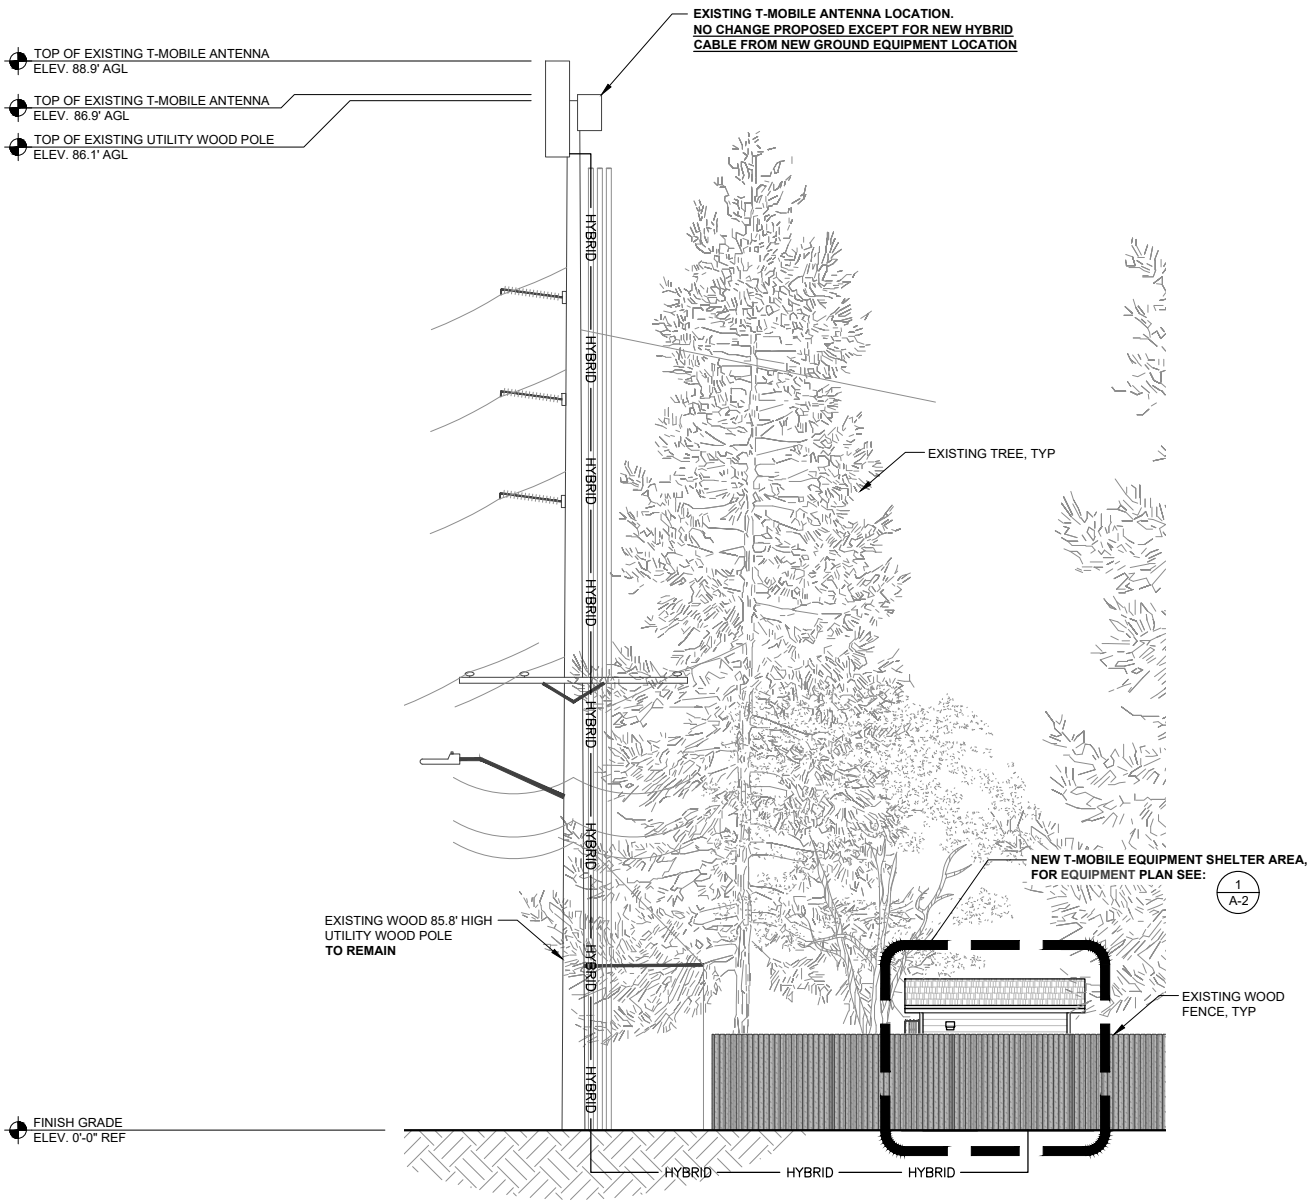 EXISTING T-MOBILE ANTENNA LOCATION.
NO CHANGE PROPOSED EXCEPT FOR NEW HYBRID
CABLE FROM NEW GROUND EQUIPMENT LOCATION
TOP OF EXISTING T-MOBILE ANTENNA
ELEV. 88.9' AGL
TOP OF EXISTING T-MOBILE ANTENNA
ELEV. 86.9' AGL
TOP OF EXISTING UTILITY WOOD POLE
ELEV. 86.1' AGL
HYBRID
HYBRID
HYBRID
HYBRID
HYBRID
HYBRID
HYBRID
HYBRID
EXISTING TREE, TYP
NEW T-MOBILE EQUIPMENT SHELTER AREA,
FOR EQUIPMENT PLAN SEE:
1
A-2
EXISTING WOOD 85.8' HIGH
UTILITY WOOD POLE
TO REMAIN
EXISTING WOOD
FENCE, TYP
FINISH GRADE
ELEV. 0'-0" REF
HYBRID HYBRID HYBRID